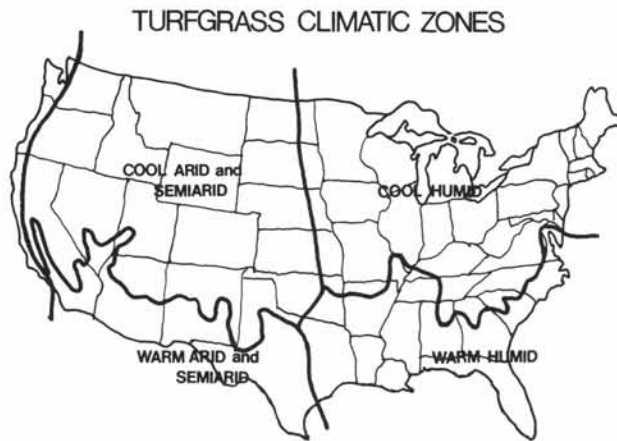 TURFGRASS CLIMATIC ZONES
COOL ARID and
SEMIARID
COOL HUMID
WARM ARID and
SEMIARID
WARM HUMID